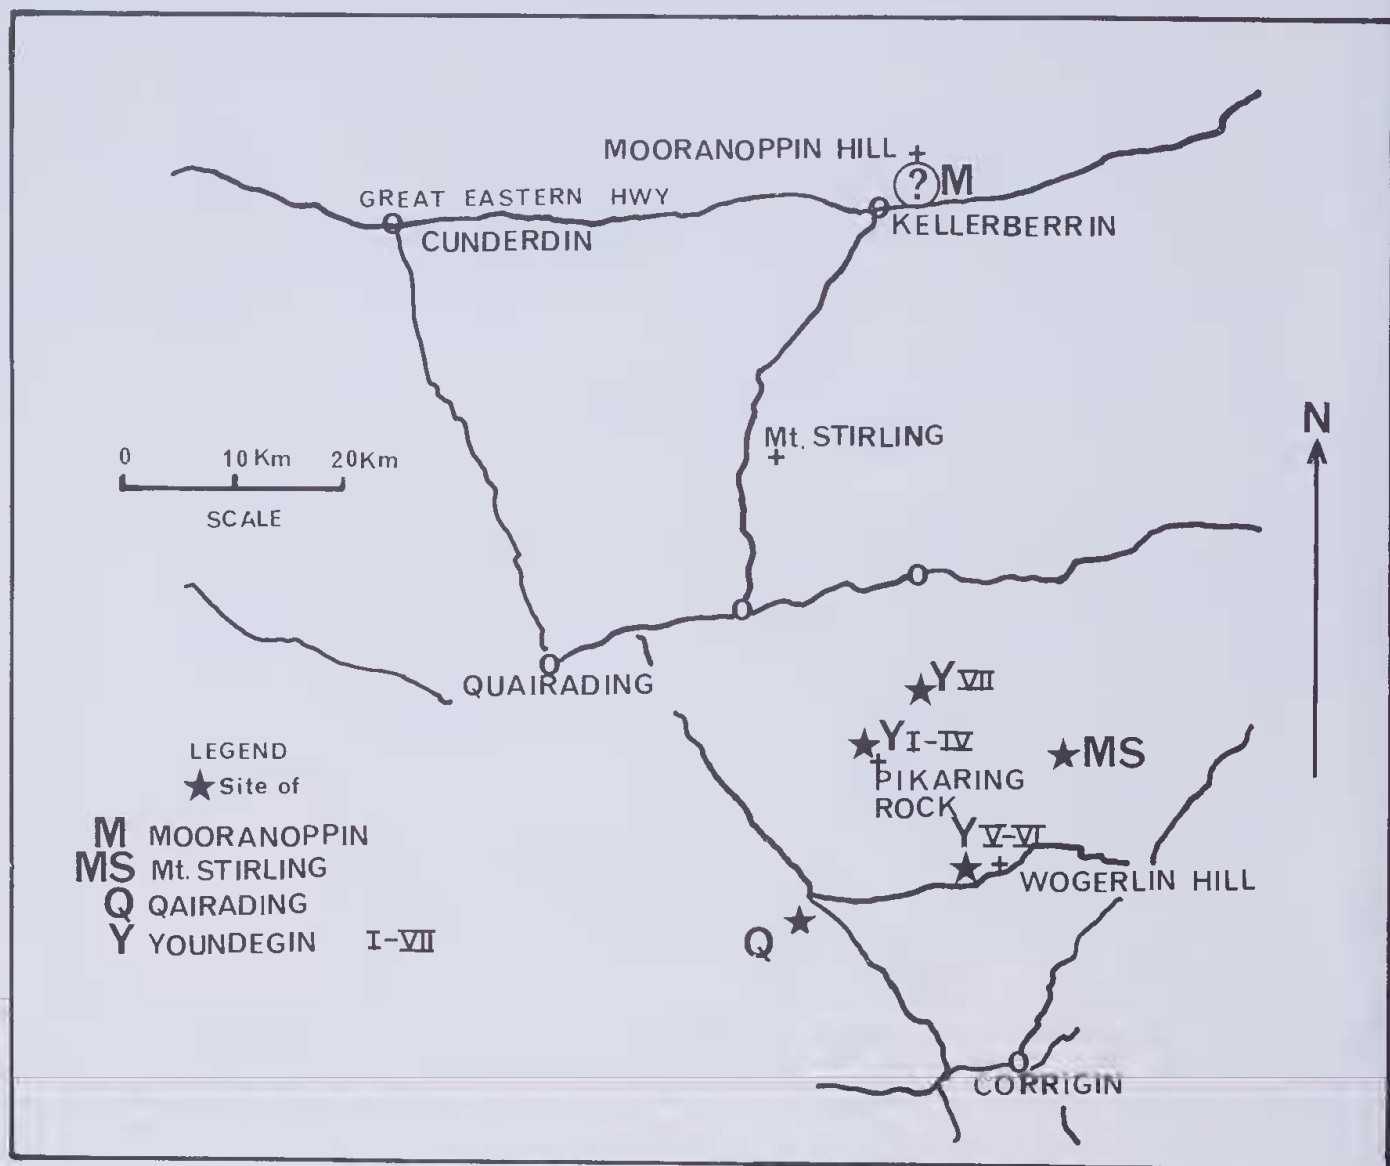 MOORANOPPIN HILL +
? M
GREAT EASTERN HWY
CUNDERDIN
KELLERBERRIN
Mt. STIRLING
+
N
0 10 Km 20Km
SCALE
QUAIRADING
Y VII
Y I-IV
+
PIKARING
ROCK
MS
Y V-VI
+
WOGERLIN HILL
Q
CORRIGIN
LEGEND
★ Site of
M MOORANOPPIN
MS Mt. STIRLING
Q QAIRADING
Y YOUNDEGIN I-VII